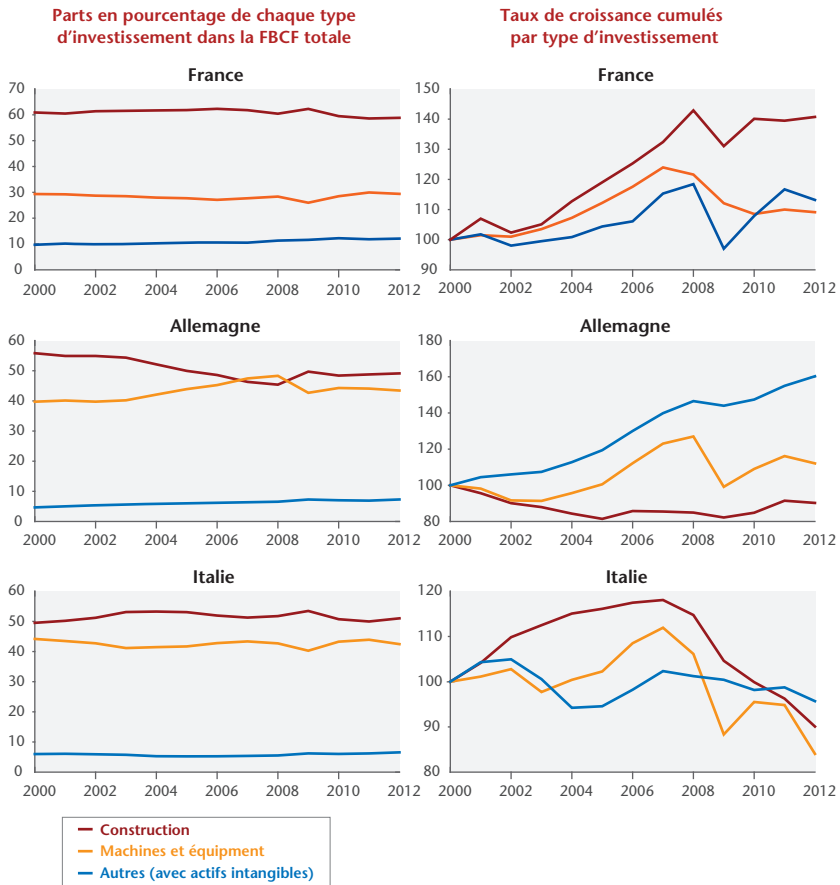 Parts en pourcentage de chaque type
d'investissement dans la FBCF totale
Taux de croissance cumulés
par type d'investissement
France
70
60
50
40
30
20
10
0
2000 2002 2004 2006 2008 2010 2012
France
150
140
130
120
110
100
90
2000 2002 2004 2006 2008 2010 2012
Allemagne
60
50
40
30
20
10
0
2000 2002 2004 2006 2008 2010 2012
Allemagne
180
160
140
120
100
80
2000 2002 2004 2006 2008 2010 2012
Italie
60
50
40
30
20
10
0
2000 2002 2004 2006 2008 2010 2012
Italie
120
110
100
90
80
2000 2002 2004 2006 2008 2010 2012
Construction
Machines et équipment
Autres (avec actifs intangibles)